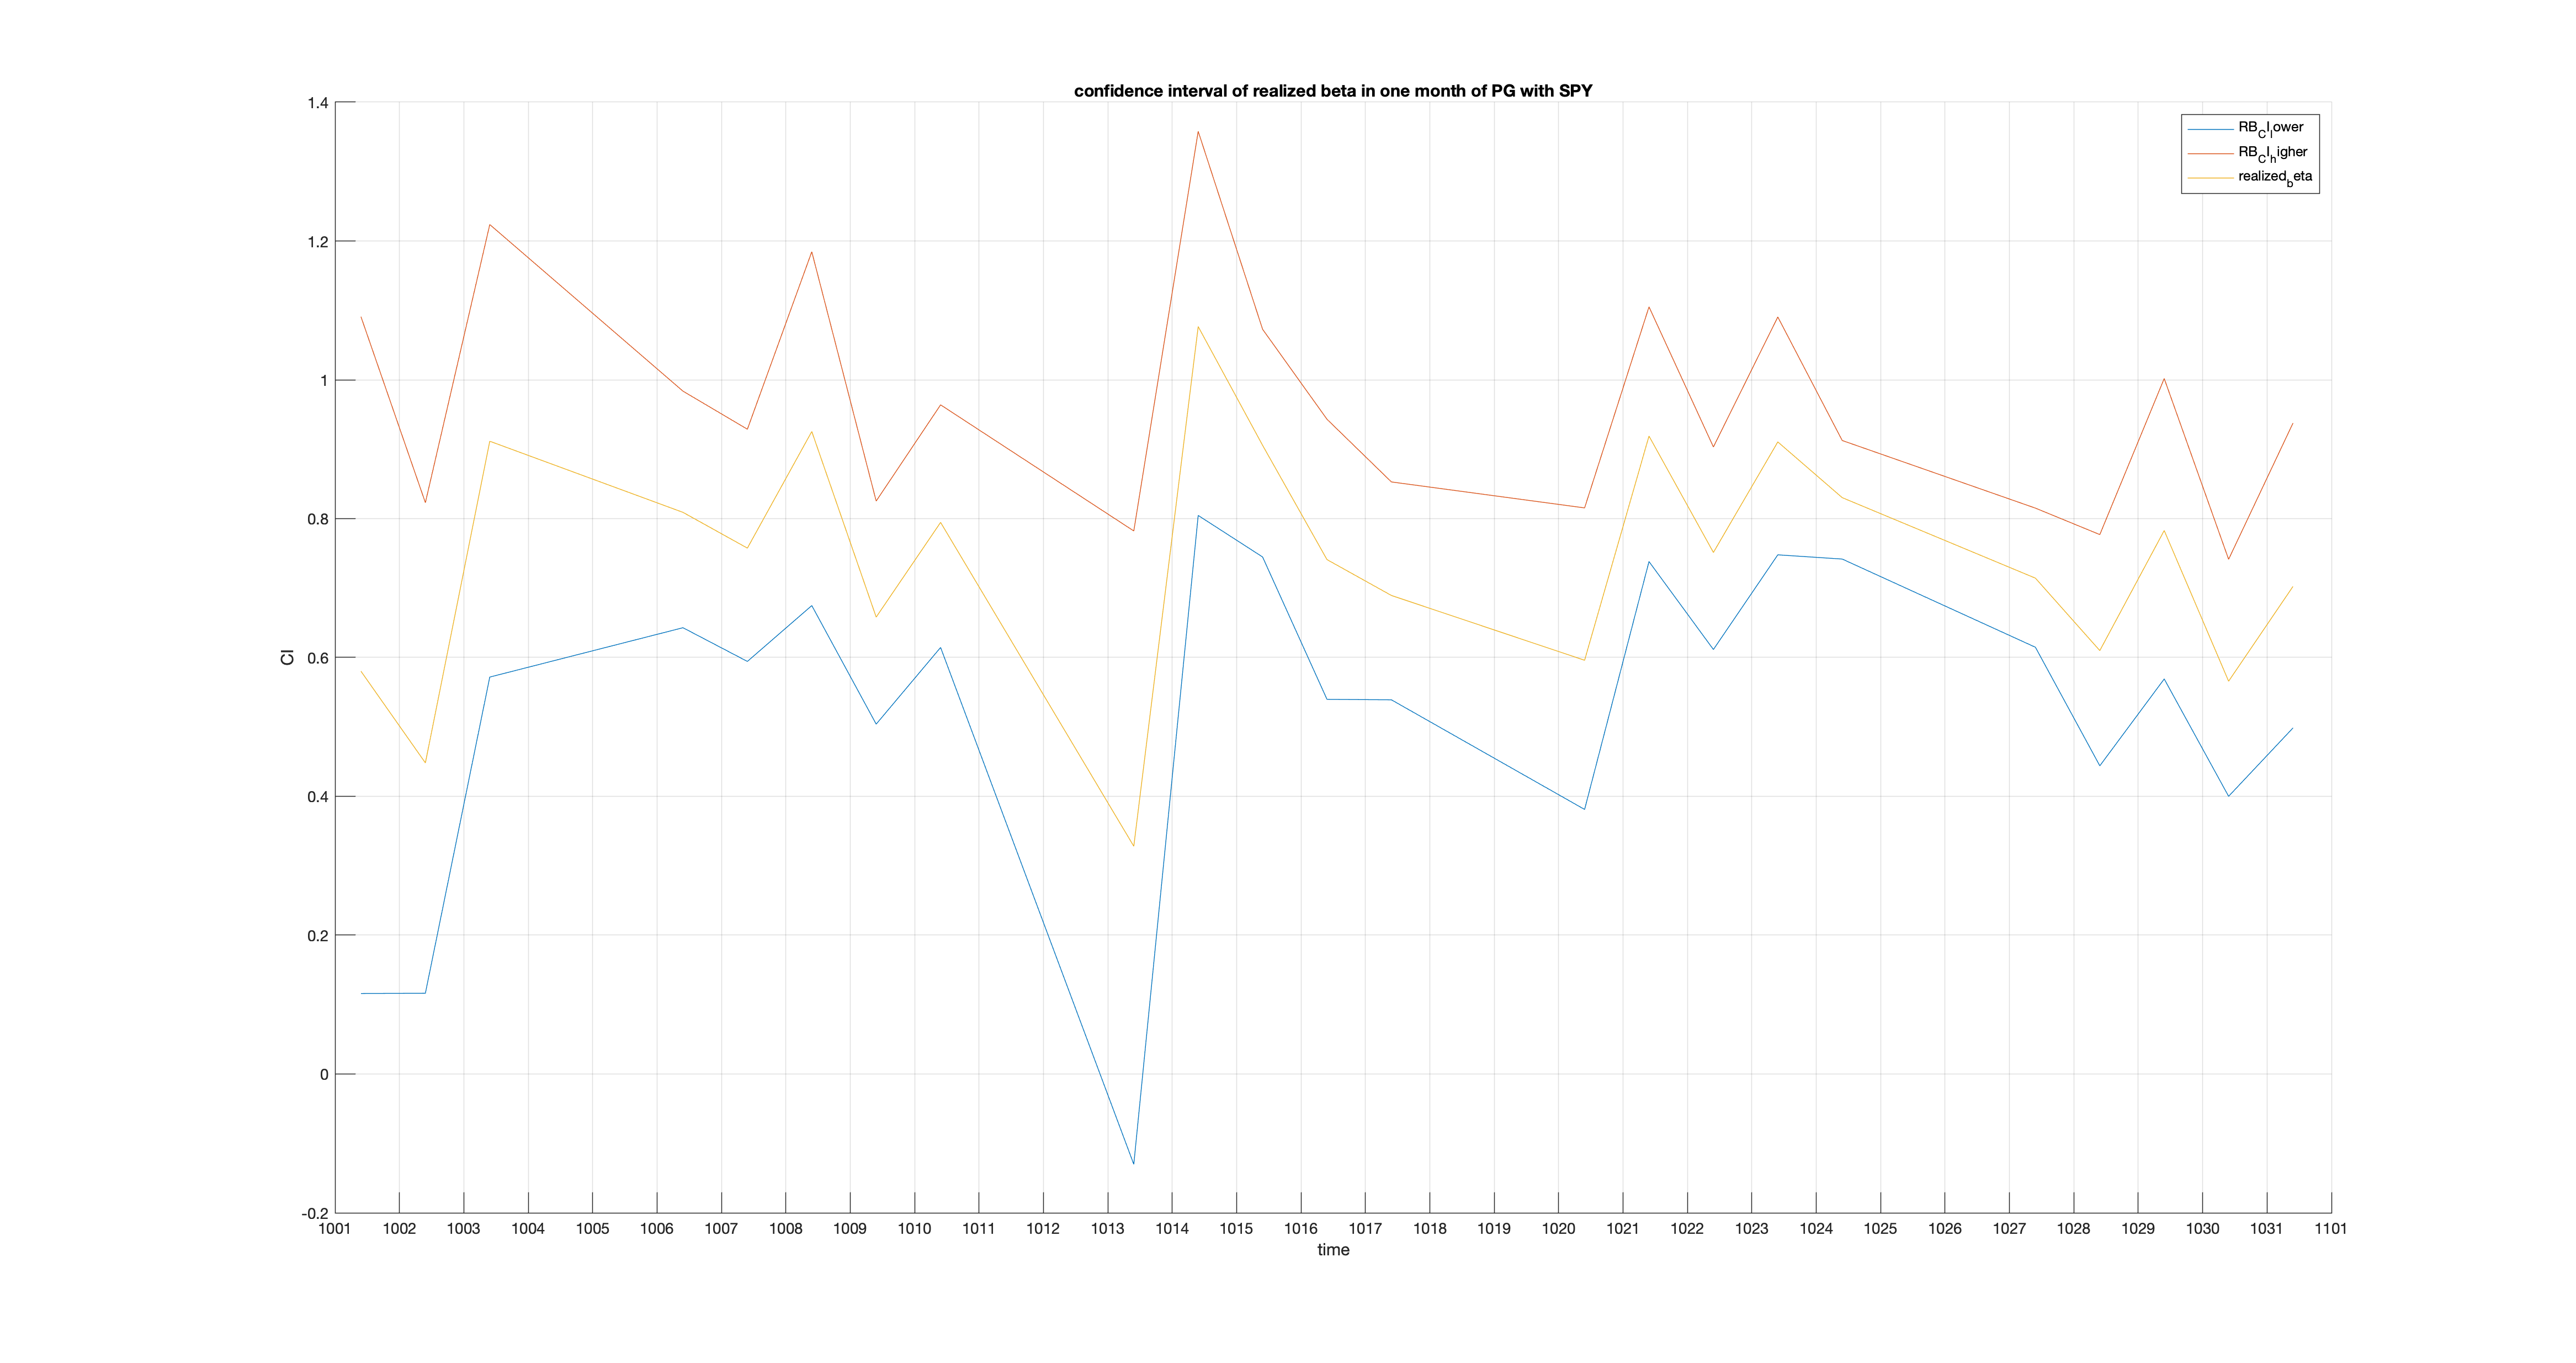 confidence interval of realized beta in one month of PG with SPY
1.4
1.2
1
0.8
0.6
0.4
0.2
0
-0.2
CI
RB_CI_lower
RB_CI_higher
realized_beta
1001 1002 1003 1004 1005 1006 1007 1008 1009 1010 1011 1012 1013 1014 1015 1016 1017 1018 1019 1020 1021 1022 1023 1024 1025 1026 1027 1028 1029 1030 1031 1101
time